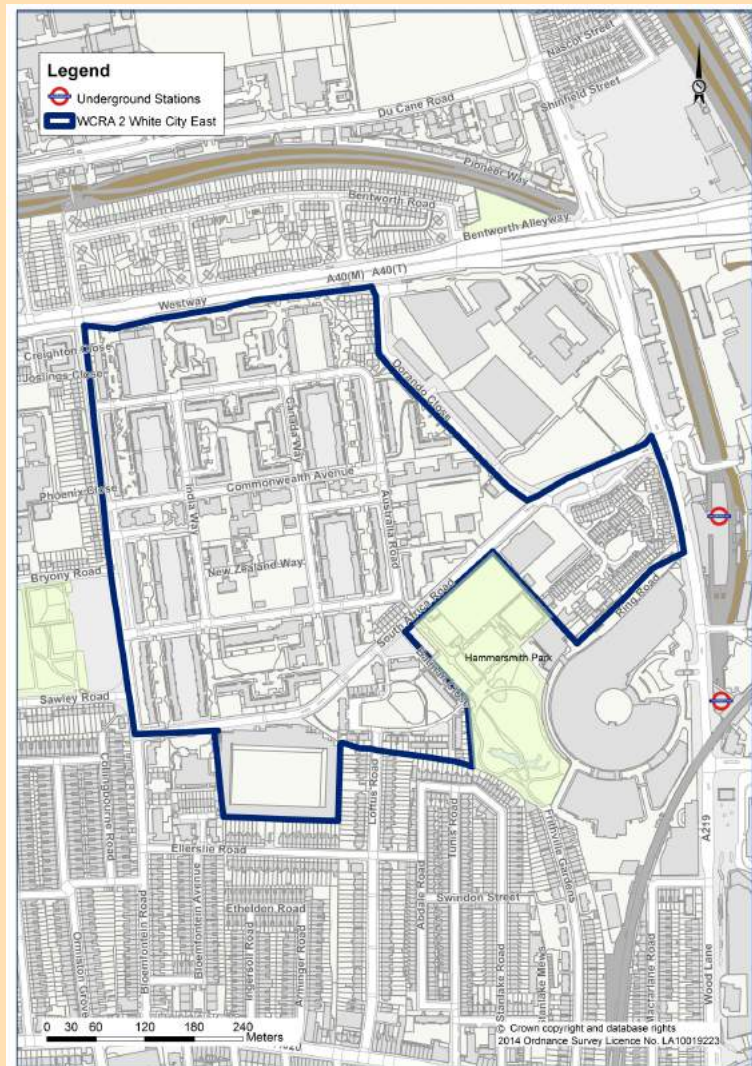 Legend
Underground Stations
WCRA 2 White City East
Nascot Street
Du Cane Road
Shinfield Street
Pioneer Way
Bentworth Road
Bentworth Alleyway
A40(M) A40(T)
Westway
Creighton Close
Joslings Close
Dorando Close
Canada Way
Commonwealth Avenue
Phoenix Close
India Way
Australia Road
New Zealand Way
Bryony Road
South Africa Road
Ring Road
Hammersmith Park
Sawley Road
Collingbourne Road
Loftus Road
Tunis Road
A219
Ellerslie Road
Frithville Gardens
Bloemfontein Road
Bloemfontein Avenue
Abdale Road
Swindon Street
Ethelden Road
Ormiston Grove
Ingersoll Road
Arminger Road
Stanlake Road
Stanlake Mews
Macfarlane Road
Wood Lane
0 30 60 120 180 240
Meters
© Crown copyright and database rights
2014 Ordnance Survey Licence No. LA10019223